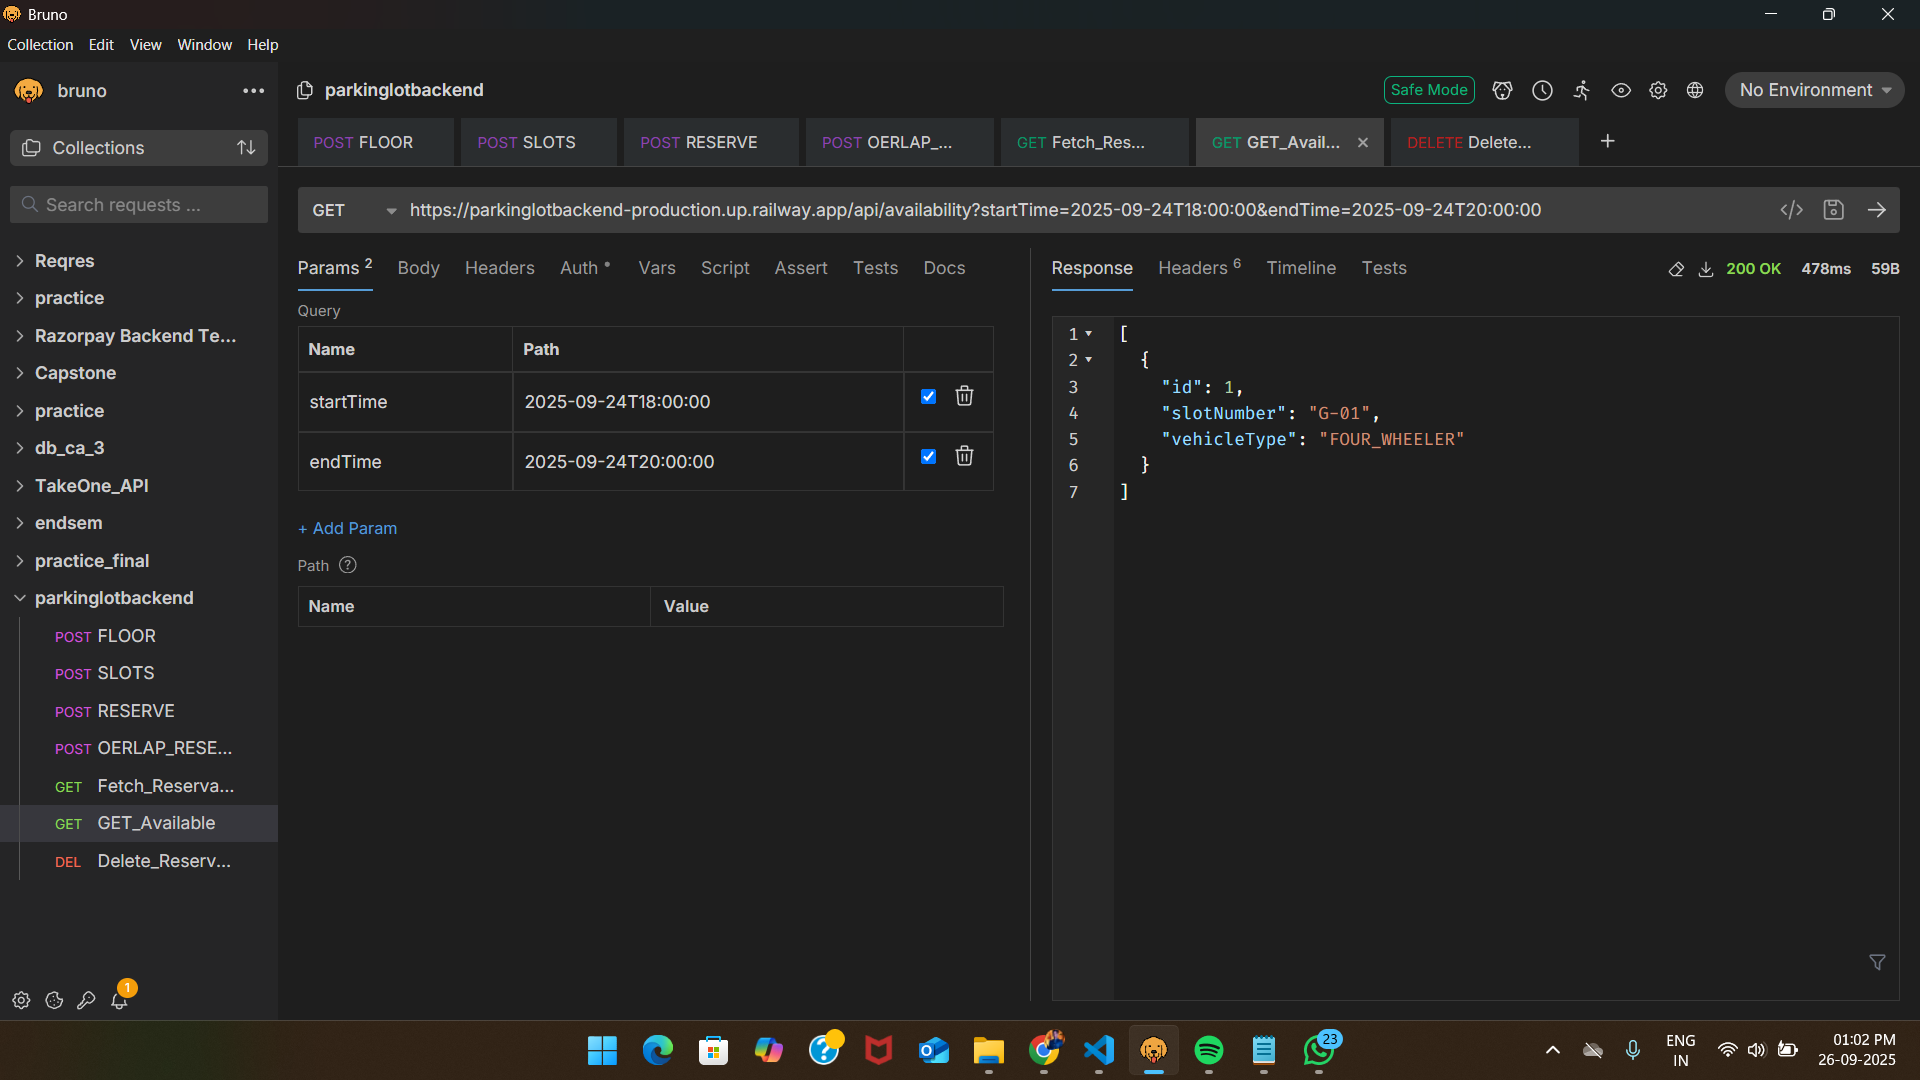 Bruno
Collection Edit View Window Help
bruno
parkinglotbackend
Safe Mode
No Environment
Collections
POST FLOOR
POST SLOTS
POST RESERVE
POST OERLAP_...
GET Fetch_Res...
GET GET_Avail...
DELETE Delete...
Search requests ...
GET
https://parkinglotbackend-production.up.railway.app/api/availability?startTime=2025-09-24T18:00:00&endTime=2025-09-24T20:00:00
Reqres
practice
Razorpay Backend Te...
Capstone
practice
db_ca_3
TakeOne_API
endsem
practice_final
parkinglotbackend
POST FLOOR
POST SLOTS
POST RESERVE
POST OERLAP_RESE...
GET Fetch_Reserva...
GET GET_Available
DEL Delete_Reserv...
1
Params 2 Body Headers Auth Vars Script Assert Tests Docs
Query
Name Path
startTime 2025-09-24T18:00:00
endTime 2025-09-24T20:00:00
+ Add Param
Path ?
Name Value
Response Headers 6 Timeline Tests
200 OK 478ms 59B
1 [
2 {
3 "id": 1,
4 "slotNumber": "G-01",
5 "vehicleType": "FOUR_WHEELER"
6 }
7 ]
23
ENG
IN
01:02 PM
26-09-2025